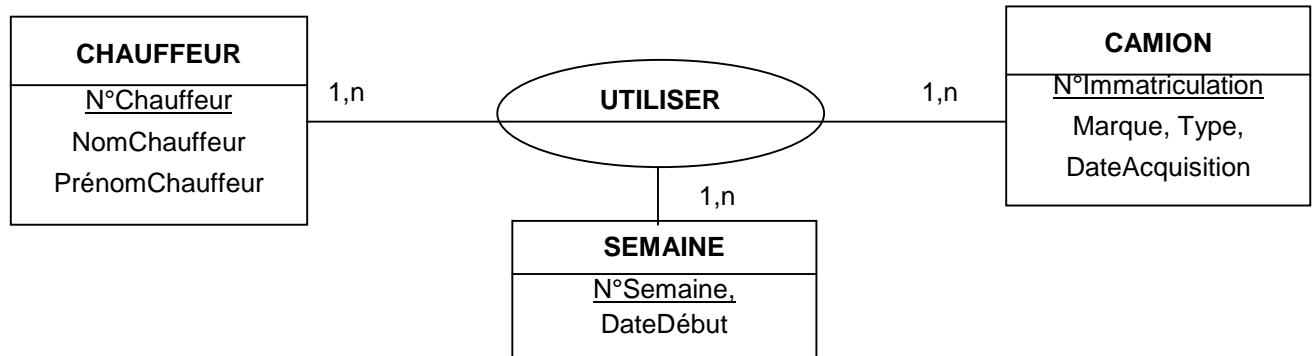 CHAUFFEUR
N°Chauffeur
NomChauffeur
PrénomChauffeur
1,n
UTILISER
1,n
CAMION
N°Immatriculation
Marque, Type,
DateAcquisition
1,n
SEMAINE
N°Semaine,
DateDébut